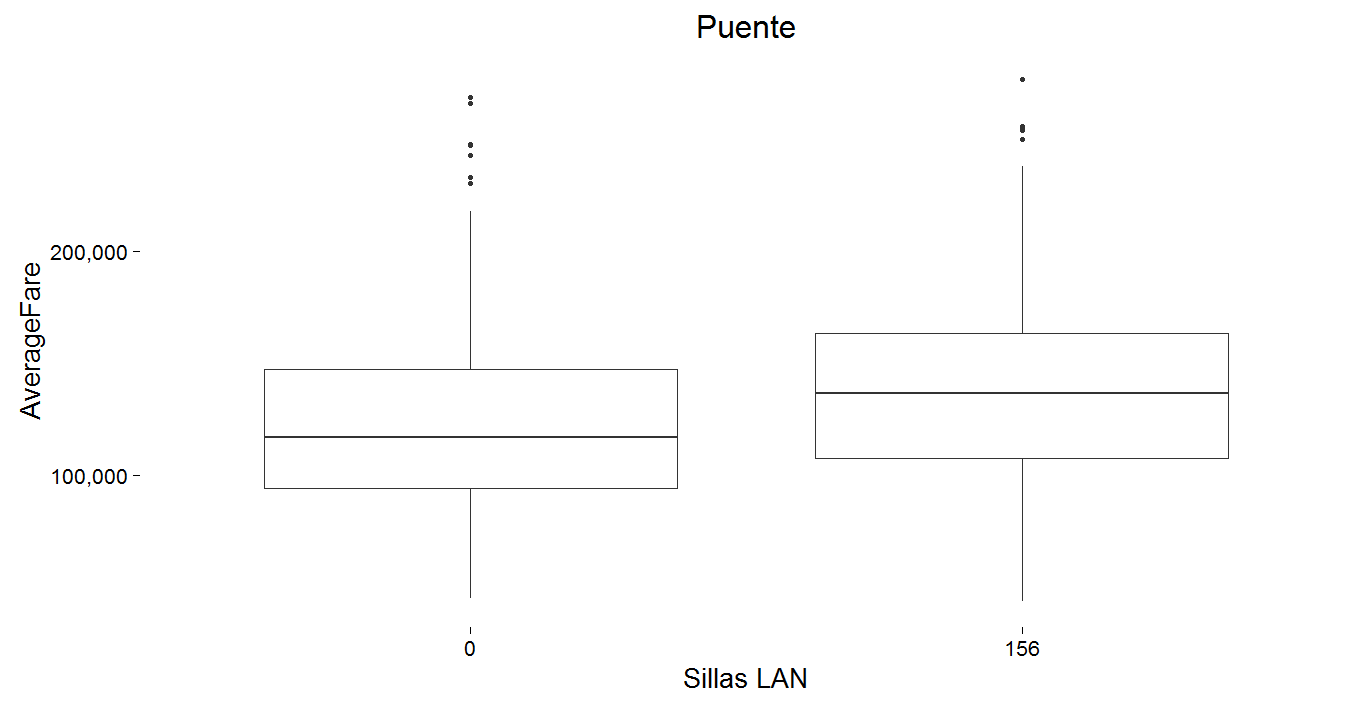 Puente
AverageFare
200,000
100,000
0
156
Sillas LAN